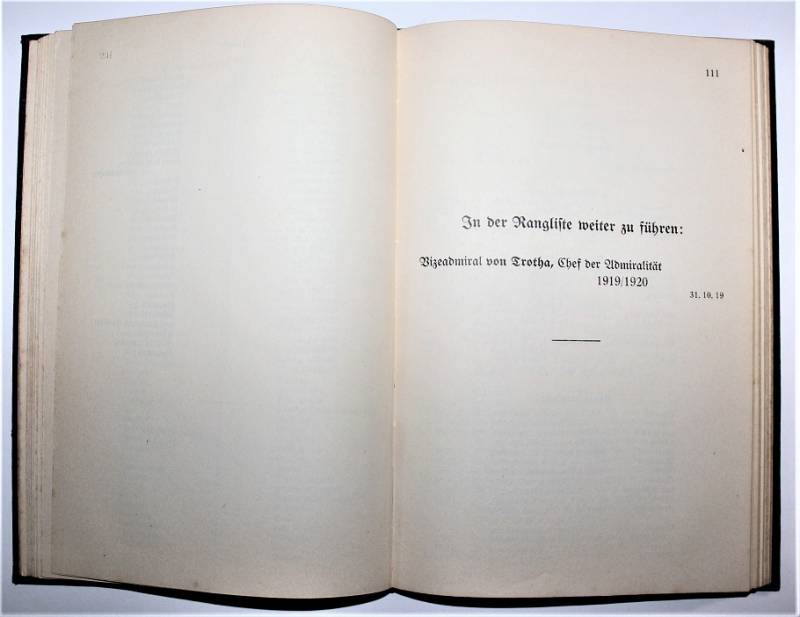 111
In der Rangliſte weiter zu führen:
Vizeadmiral von Trotha, Chef der Admiralität
1919/1920
31. 10. 19